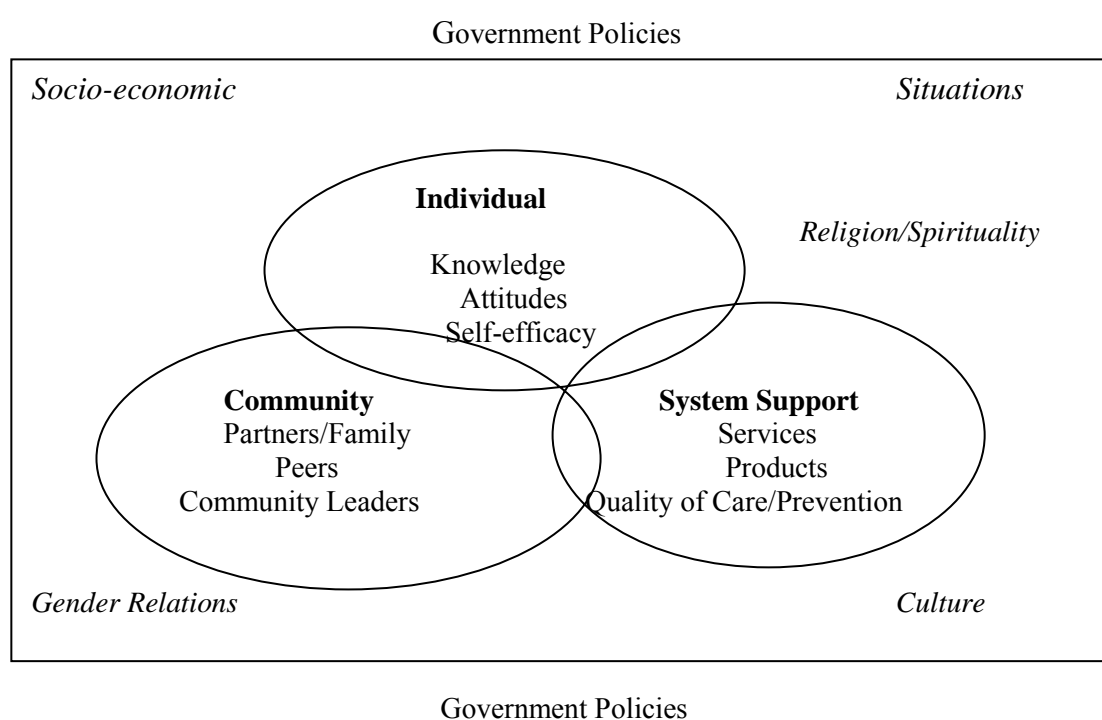 Government Policies
Socio-economic
Situations
Individual
Religion/Spirituality
Knowledge
Attitudes
Self-efficacy
Community
Partners/Family
Peers
Community Leaders
System Support
Services
Products
Quality of Care/Prevention
Gender Relations
Culture
Government Policies